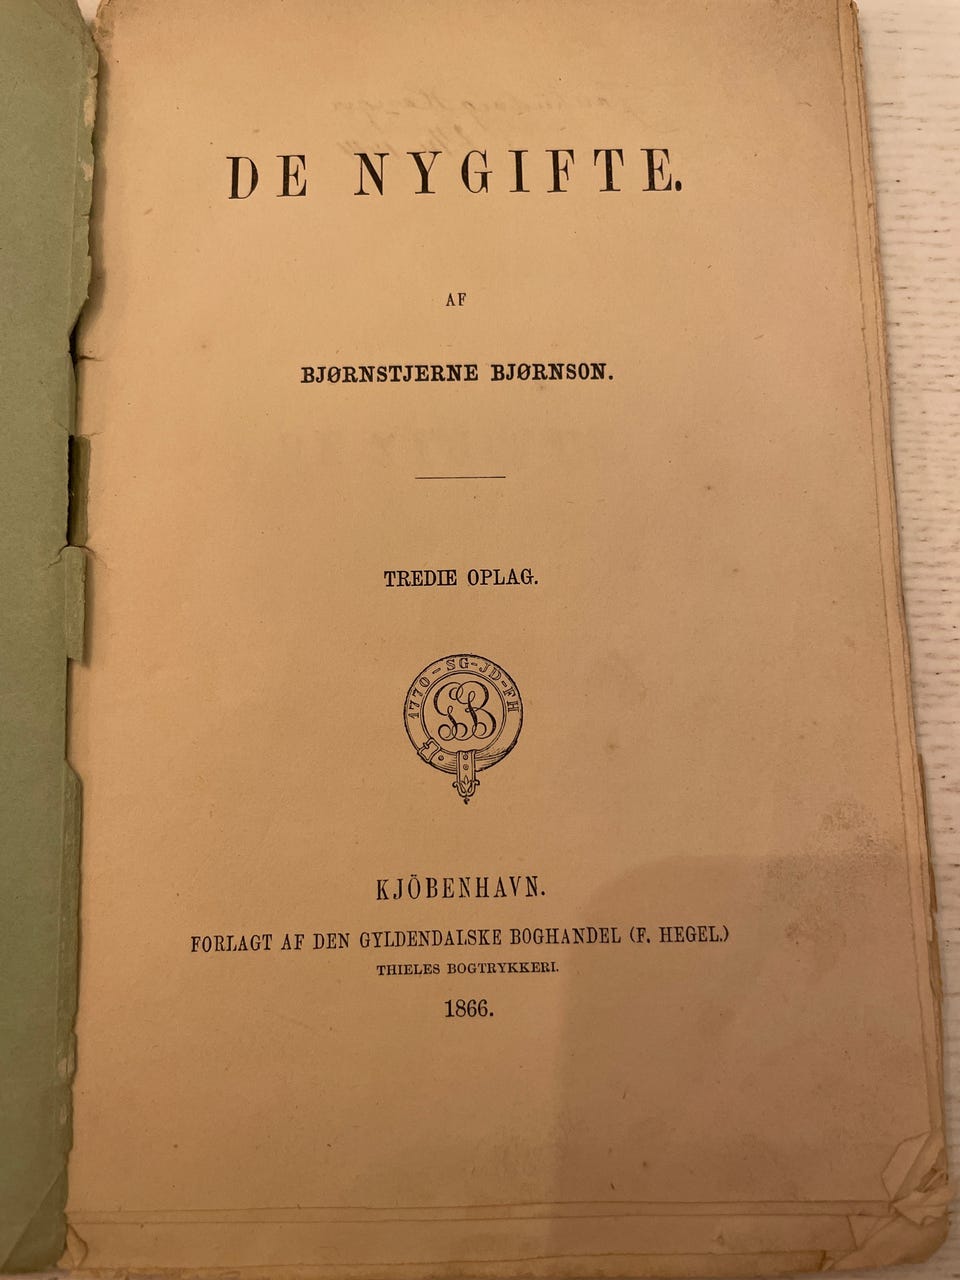 DE NYGIFTE.
AF
BJØRNSTJERNE BJØRNSON.
TREDIE OPLAG.
1770-SG-JD-FH
GB
KJÖBENHAVN.
FORLAGT AF DEN GYLDENDALSKE BOGHANDEL (F. HEGEL.)
THIELES BOGTRYKKERI.
1866.